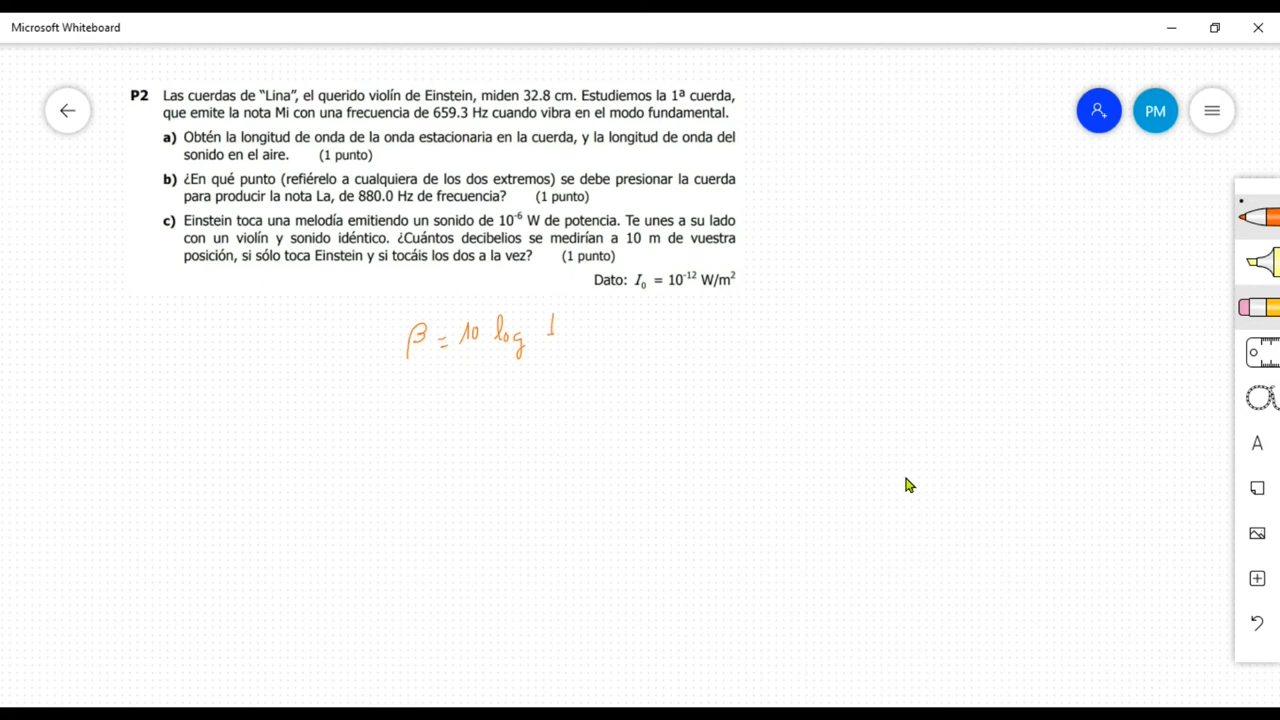 Microsoft Whiteboard
P2 Las cuerdas de “Lina”, el querido violín de Einstein, miden 32.8 cm. Estudiemos la 1ª cuerda,
que emite la nota Mi con una frecuencia de 659.3 Hz cuando vibra en el modo fundamental.
a) Obtén la longitud de onda de la onda estacionaria en la cuerda, y la longitud de onda del
sonido en el aire. (1 punto)
b) ¿En qué punto (refiérelo a cualquiera de los dos extremos) se debe presionar la cuerda
para producir la nota La, de 880.0 Hz de frecuencia? (1 punto)
c) Einstein toca una melodía emitiendo un sonido de 10⁻⁶ W de potencia. Te unes a su lado
con un violín y sonido idéntico. ¿Cuántos decibelios se medirían a 10 m de vuestra
posición, si sólo toca Einstein y si tocáis los dos a la vez? (1 punto)
Dato: I₀ = 10⁻¹² W/m²
β = 10 log I
PM
A